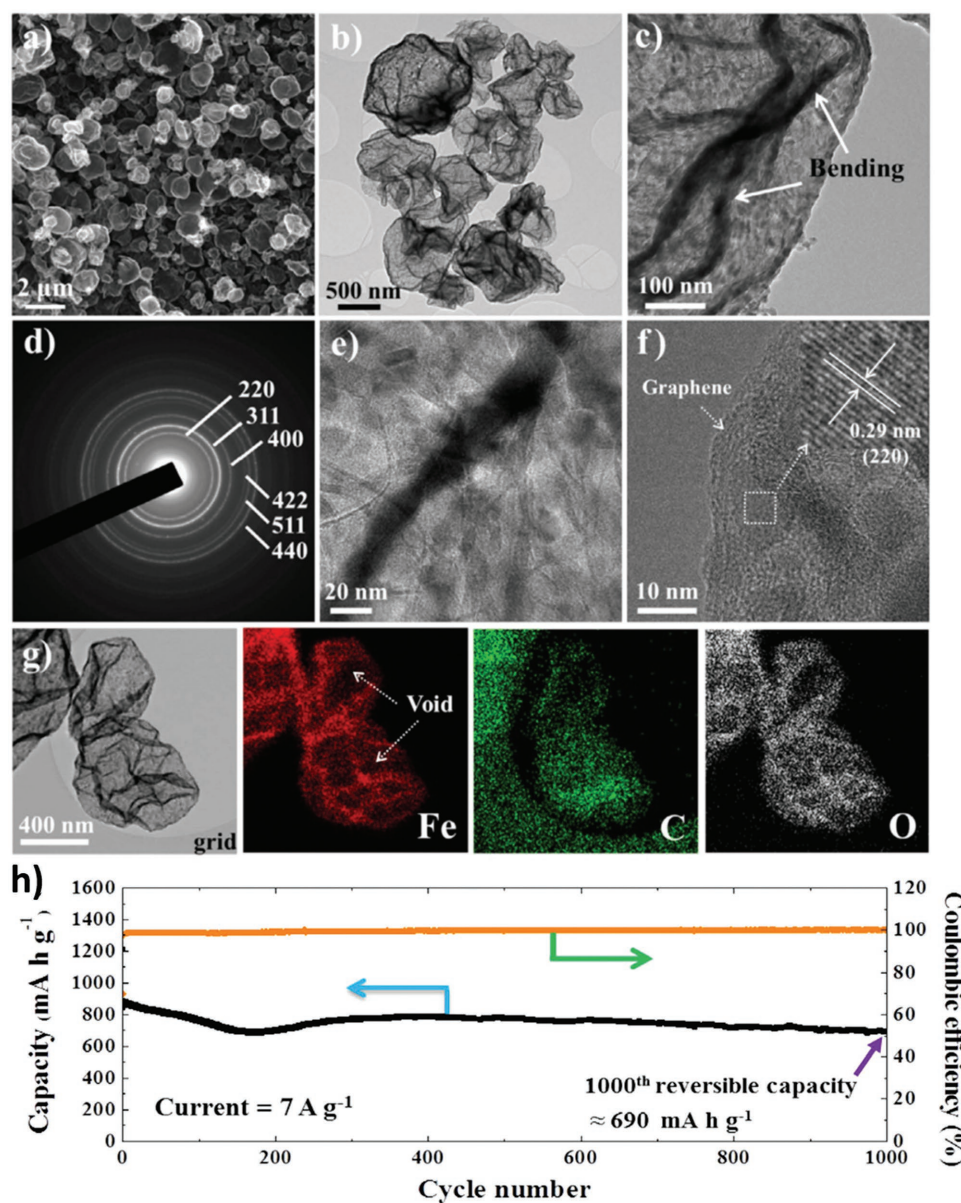 a)
2 µm
b)
500 nm
c)
Bending
100 nm
d)
220
311
400
422
511
440
e)
20 nm
f)
Graphene
0.29 nm
(220)
10 nm
g)
400 nm
grid
Void
Fe
C
O
h)
Capacity (mA h g⁻¹)
1600
1400
1200
1000
800
600
400
200
0
120
100
80
60
40
20
0
Coulombic efficiency (%)
Current = 7 A g⁻¹
1000ᵗʰ reversible capacity
≈ 690 mA h g⁻¹
0
200
400
600
800
1000
Cycle number